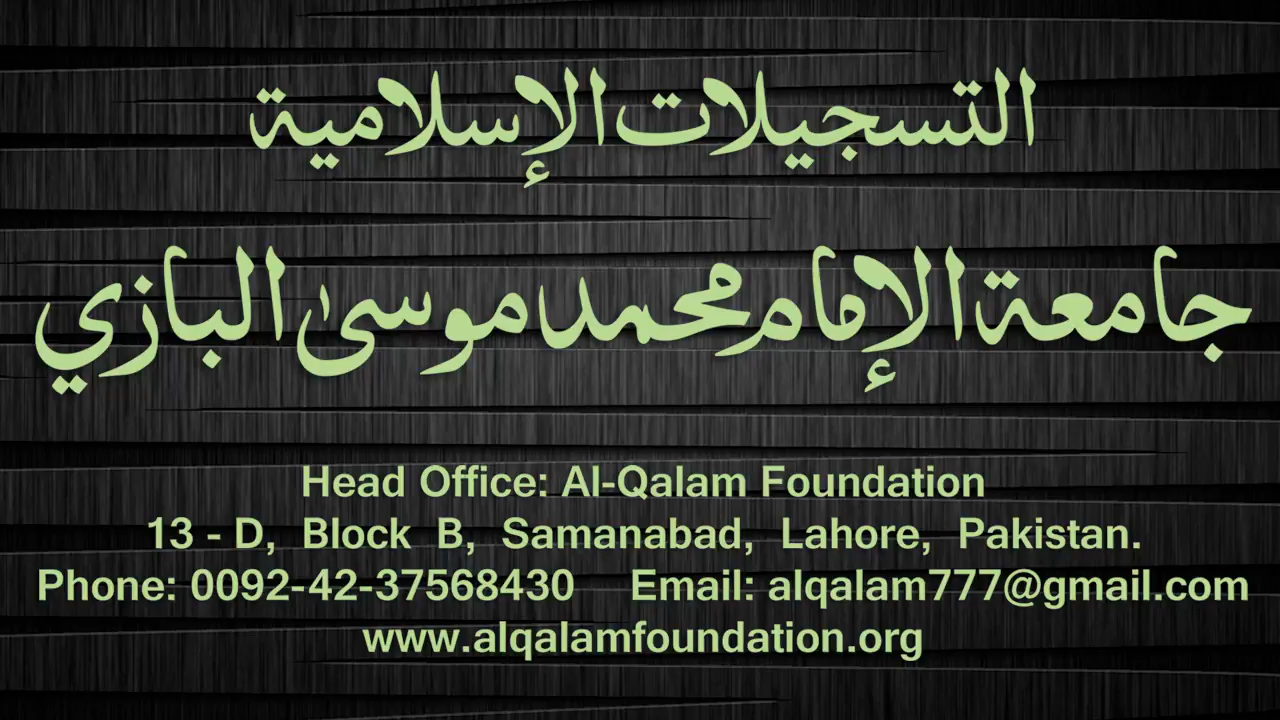 التسجيلات الإسلامية
جامعة الإمام محمد موسىٰ البازي
Head Office: Al-Qalam Foundation
13 - D, Block B, Samanabad, Lahore, Pakistan.
Phone: 0092-42-37568430 Email: alqalam777@gmail.com
www.alqalamfoundation.org